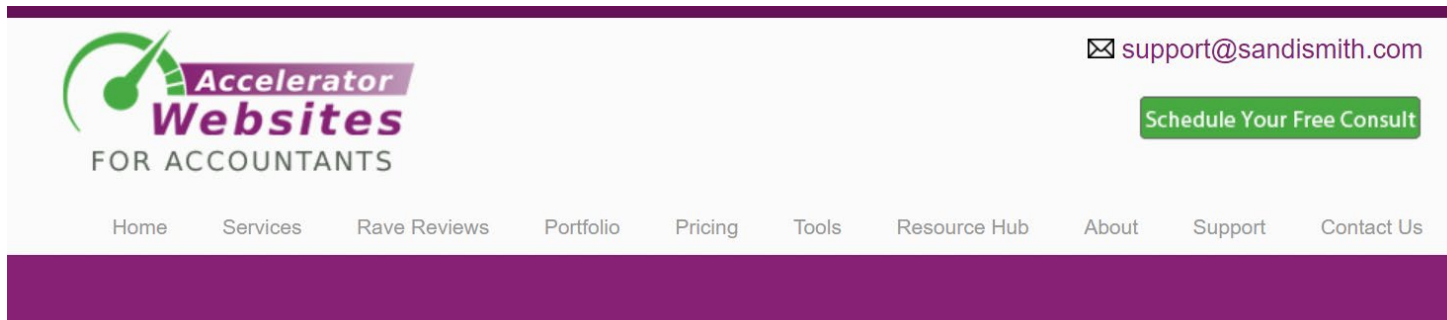 Accelerator
Websites
FOR ACCOUNTANTS
support@sandismith.com
Schedule Your Free Consult
Home Services Rave Reviews Portfolio Pricing Tools Resource Hub About Support Contact Us